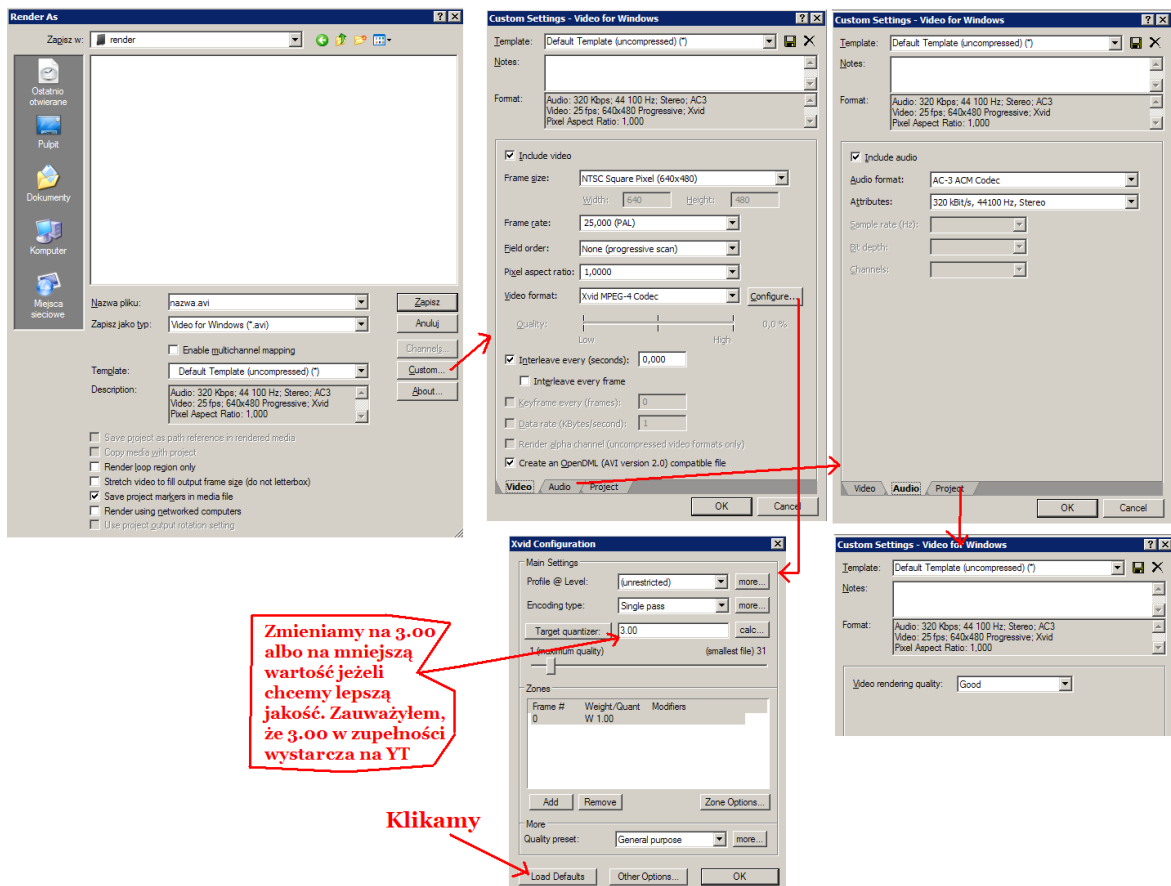 Render As
Zapisz w:
render
Ostatnio
otwierane
Pulpit
Dokumenty
Komputer
Miejsca
sieciowe
Nazwa pliku:
nazwa.avi
Zapisz
Zapisz jako typ:
Video for Windows (*.avi)
Anuluj
Enable multichannel mapping
Channels...
Template:
Default Template (uncompressed) (*)
Custom...
Description:
Audio: 320 Kbps; 44 100 Hz; Stereo; AC3
Video: 25 fps; 640x480 Progressive; Xvid
Pixel Aspect Ratio: 1,000
About...
Save project as path reference in rendered media
Copy media with project
Render loop region only
Stretch video to fill output frame size (do not letterbox)
Save project markers in media file
Render using networked computers
Use project output rotation setting
Custom Settings - Video for Windows
Template:
Default Template (uncompressed) (*)
Notes:
Format:
Audio: 320 Kbps; 44 100 Hz; Stereo; AC3
Video: 25 fps; 640x480 Progressive; Xvid
Pixel Aspect Ratio: 1,000
Include video
Frame size:
NTSC Square Pixel (640x480)
Width: 640 Height: 480
Frame rate:
25,000 (PAL)
Field order:
None (progressive scan)
Pixel aspect ratio:
1,0000
Video format:
Xvid MPEG-4 Codec
Configure...
Quality:
0,0 %
Low High
Interleave every (seconds):
0,000
Interleave every frame
Keyframe every (frames):
0
Data rate (KBytes/second):
1
Render alpha channel (uncompressed video formats only)
Create an OpenDML (AVI version 2.0) compatible file
Video Audio Project
OK Cancel
Custom Settings - Video for Windows
Template:
Default Template (uncompressed) (*)
Notes:
Format:
Audio: 320 Kbps; 44 100 Hz; Stereo; AC3
Video: 25 fps; 640x480 Progressive; Xvid
Pixel Aspect Ratio: 1,000
Include audio
Audio format:
AC-3 ACM Codec
Attributes:
320 kBit/s, 44100 Hz, Stereo
Sample rate (Hz):
Bit depth:
Channels:
Video Audio Project
OK Cancel
Xvid Configuration
Main Settings
Profile @ Level:
(unrestricted)
more...
Encoding type:
Single pass
more...
Target quantizer:
3.00
calc...
1 (maximum quality) (smallest file) 31
Zones
Frame # Weight/Quant Modifiers
0 W 1.00
Add Remove Zone Options...
More
Quality preset:
General purpose
more...
Load Defaults Other Options... OK
Zmieniamy na 3.00
albo na mniejszą
wartość jeżeli
chcemy lepszą
jakość. Zauważyłem,
że 3.00 w zupełności
wystarcza na YT
Klikamy
Custom Settings - Video for Windows
Template:
Default Template (uncompressed) (*)
Notes:
Format:
Audio: 320 Kbps; 44 100 Hz; Stereo; AC3
Video: 25 fps; 640x480 Progressive; Xvid
Pixel Aspect Ratio: 1,000
Video rendering quality:
Good